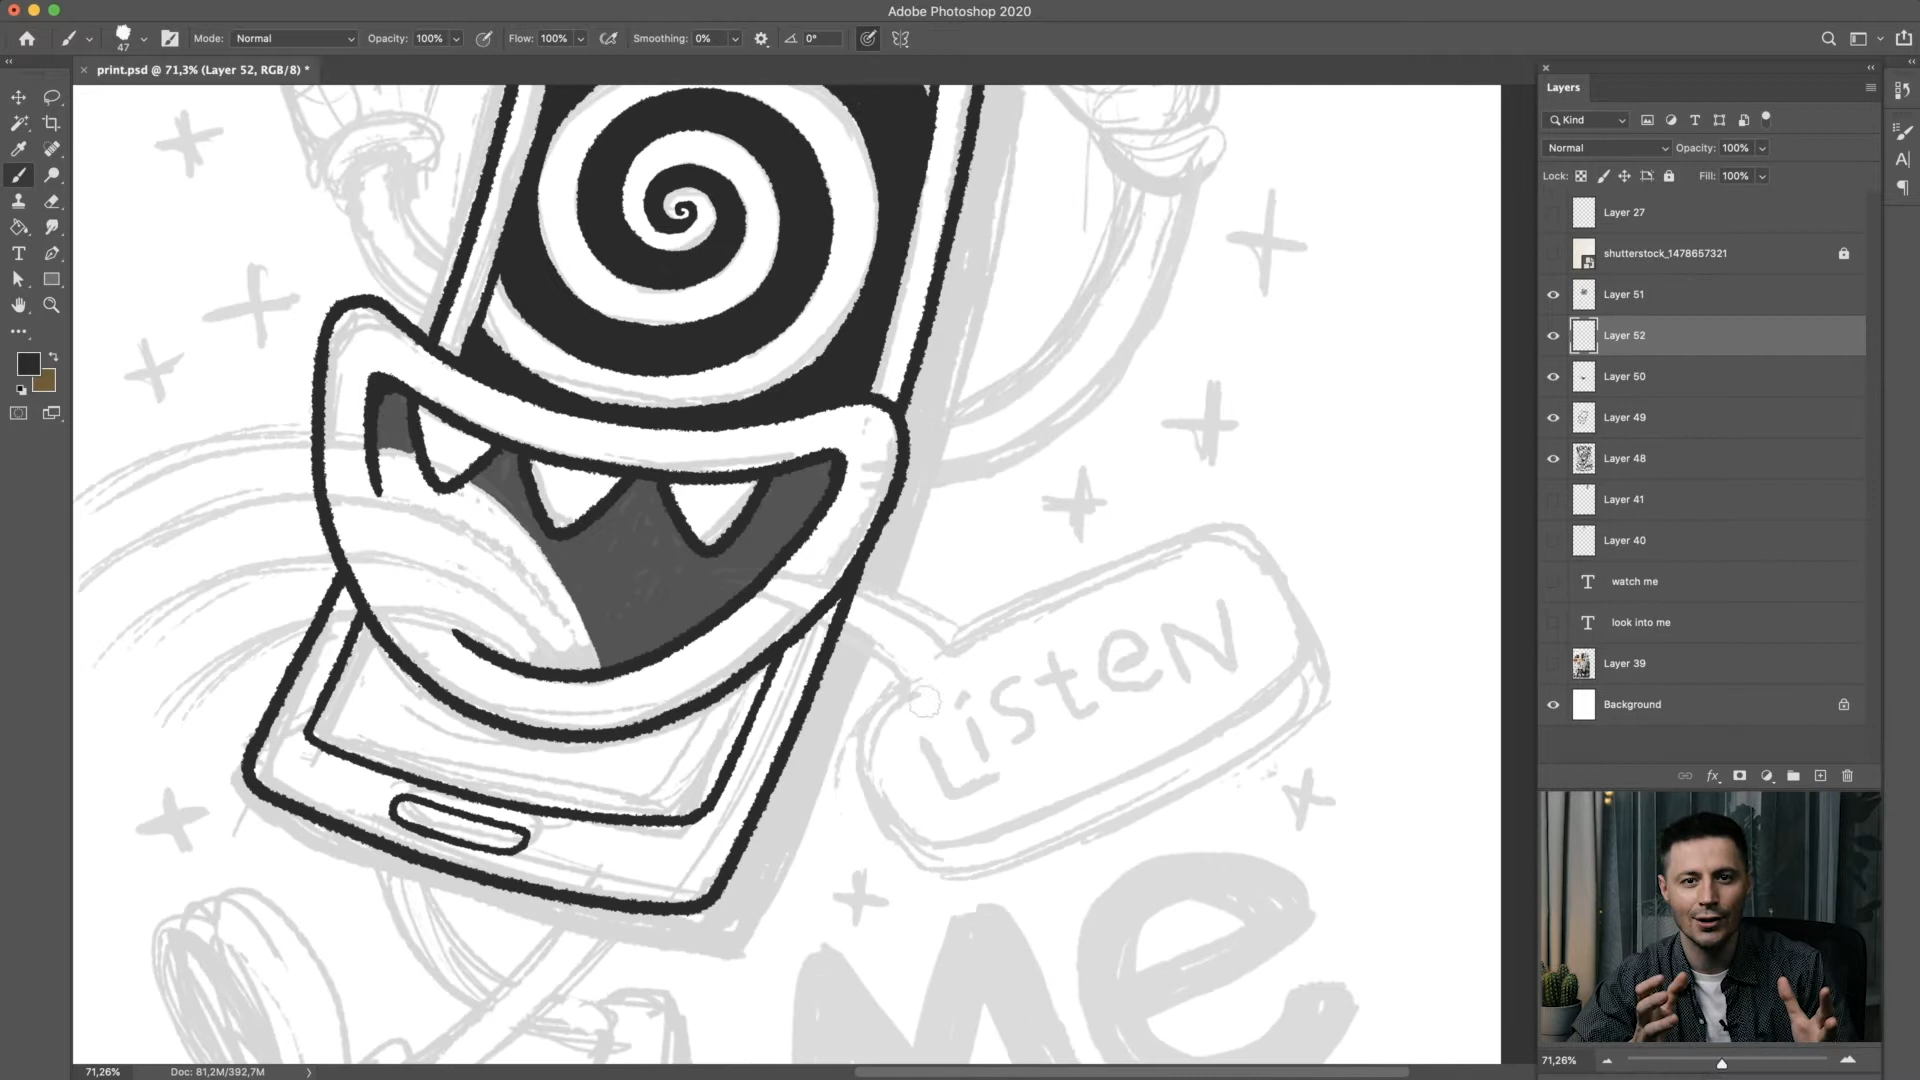 Adobe Photoshop 2020
47
Mode: Normal
Opacity: 100%
Flow: 100%
Smoothing: 0%
0°
print.psd @ 71,3% (Layer 52, RGB/8) *
Layers
Kind
Normal
Opacity: 100%
Lock:
Fill: 100%
Layer 27
shutterstock_1478657321
Layer 51
Layer 52
Layer 50
Layer 49
Layer 48
Layer 41
Layer 40
watch me
look into me
Layer 39
Background
Listen
me
71,26%
71,26%
Doc: 81,2M/392,7M